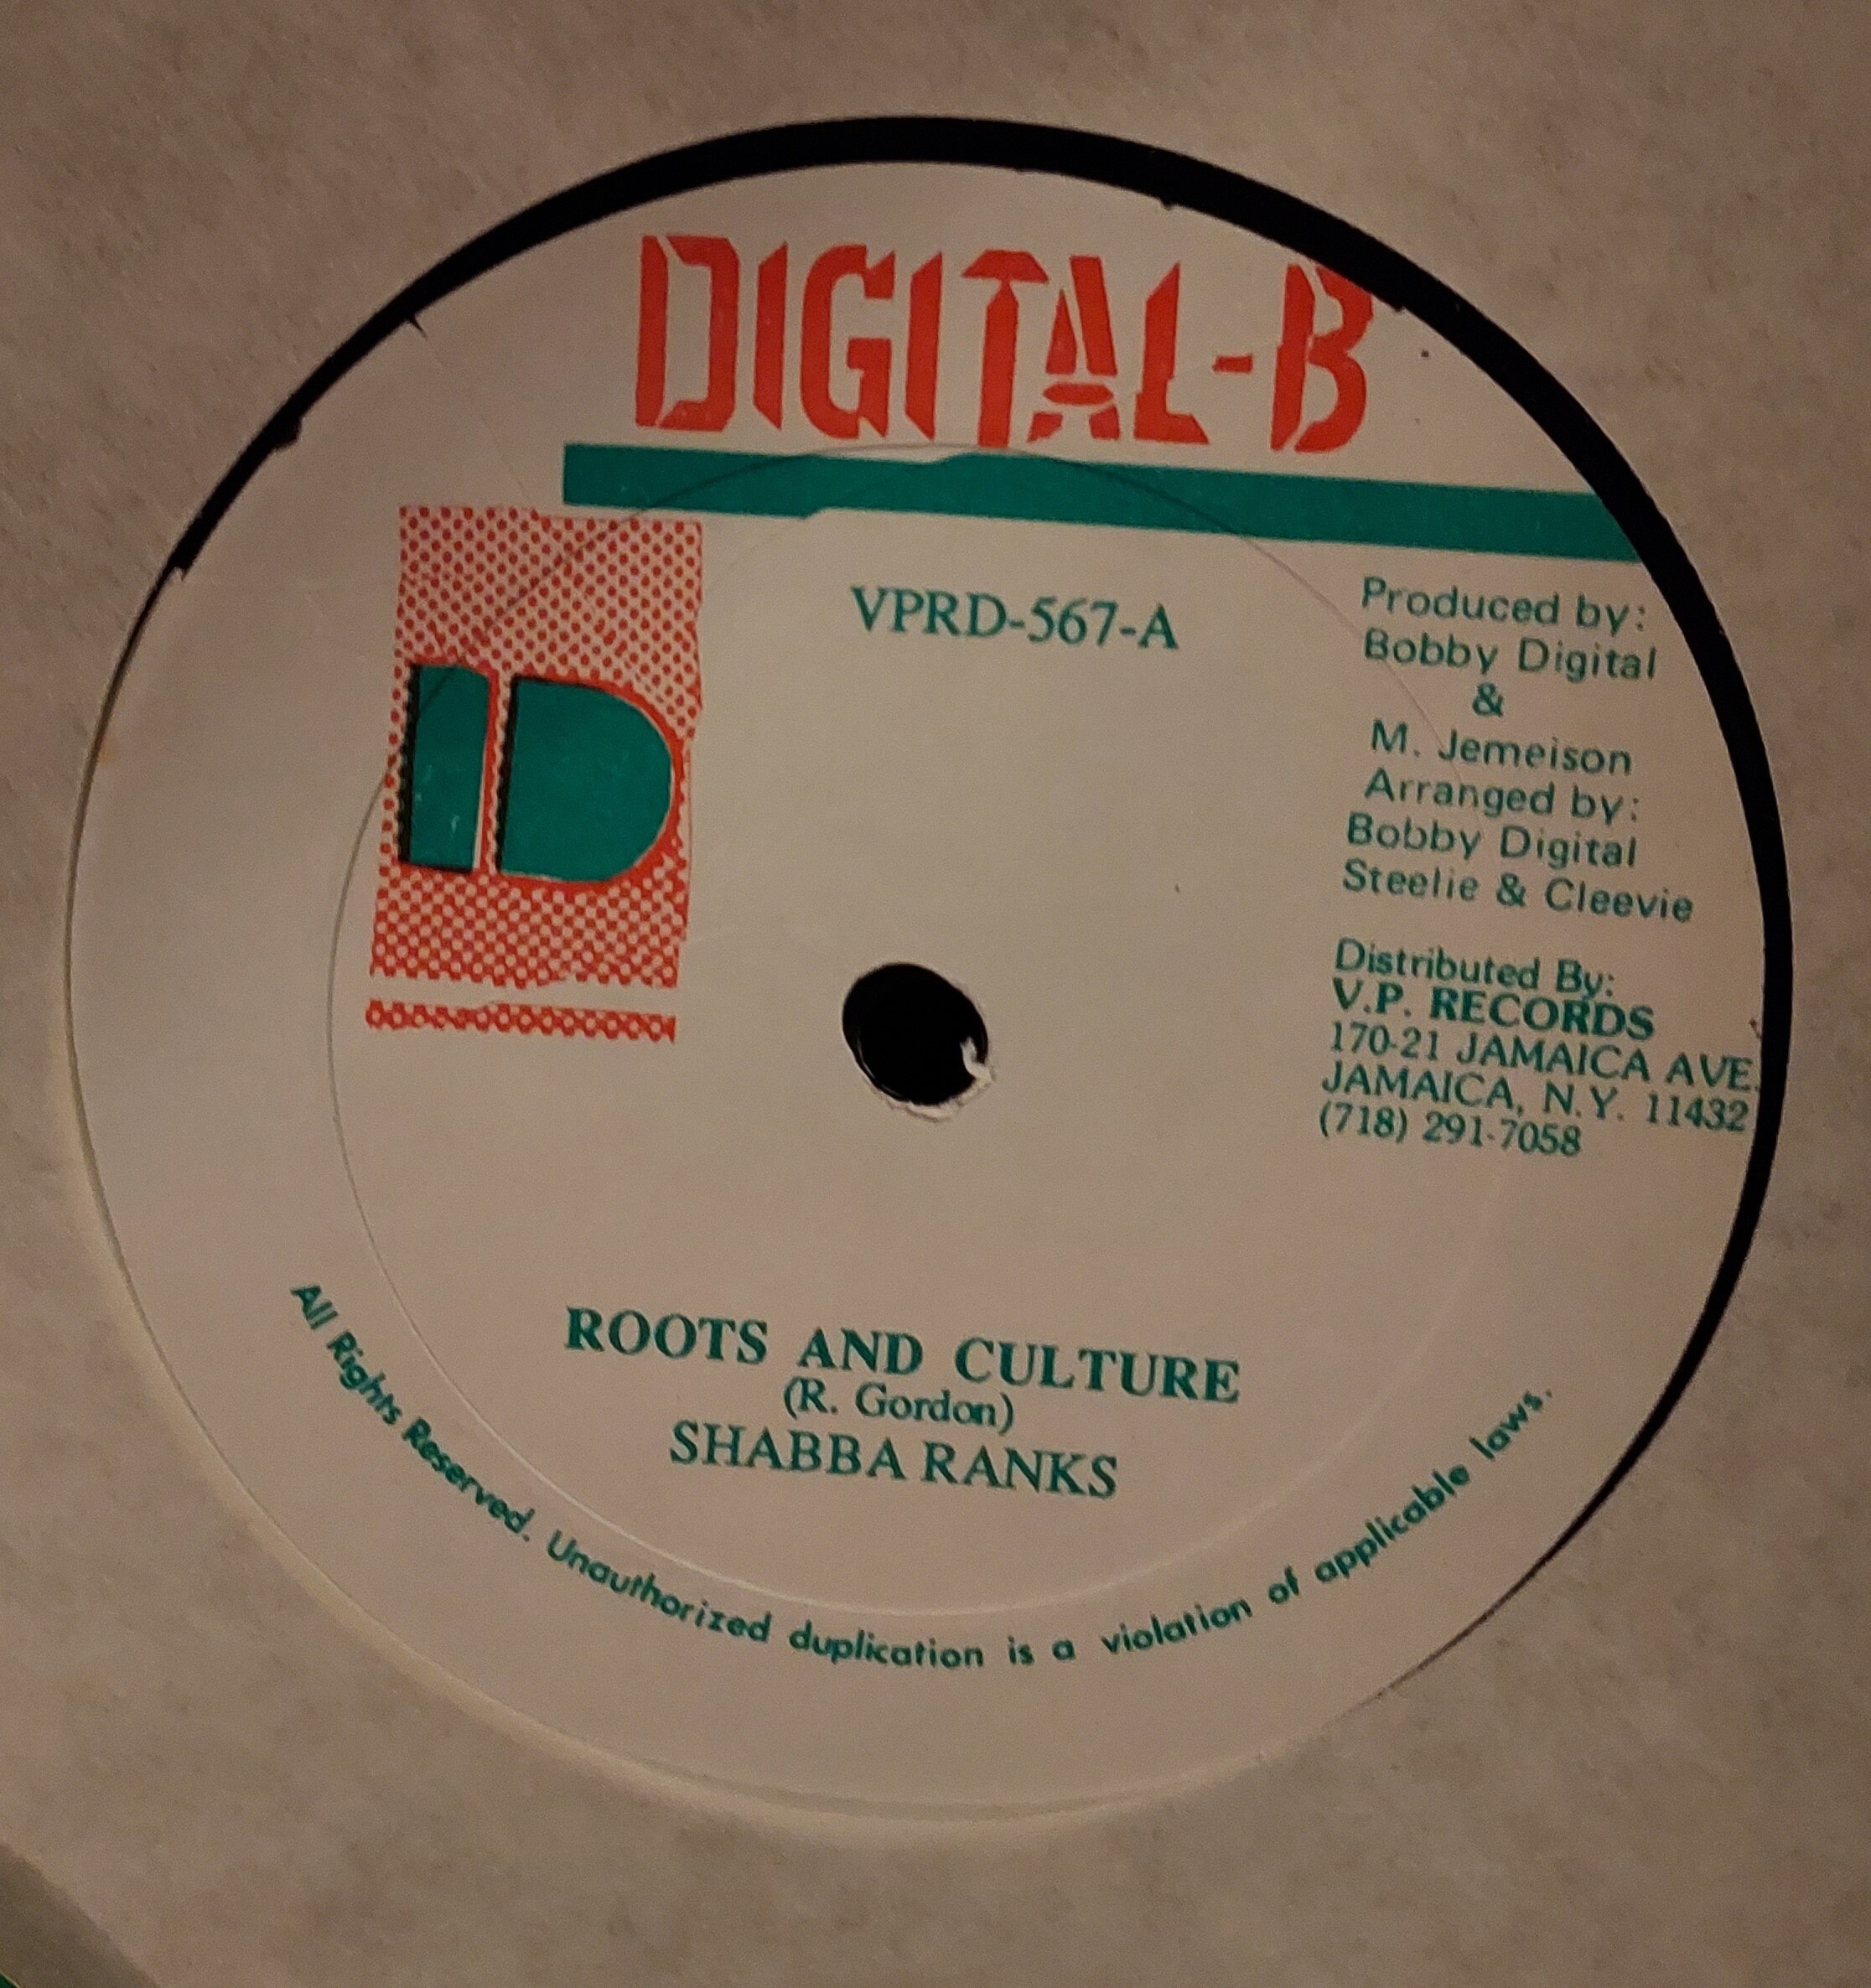 DIGITAL-B
VPRD-567-A
Produced by:
Bobby Digital
&
M. Jemeison
Arranged by:
Bobby Digital
Steelie & Cleevie
Distributed By:
V.P. RECORDS
170-21 JAMAICA AVE.
JAMAICA, N.Y. 11432
(718) 291-7058
D
ROOTS AND CULTURE
(R. Gordon)
SHABBA RANKS
All Rights Reserved. Unauthorized duplication is a violation of applicable laws.